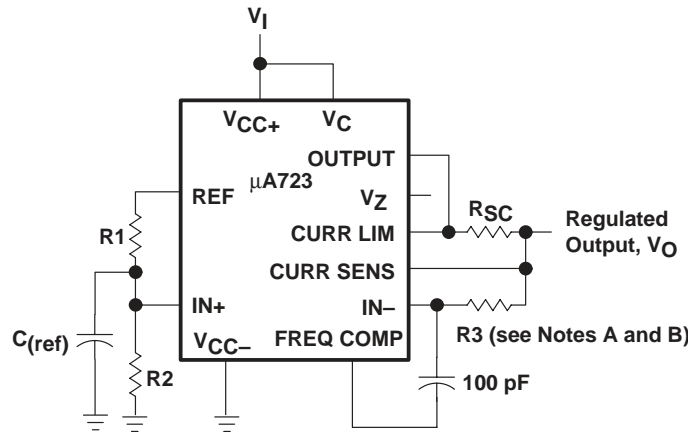 VI
VCC+
VC
μA723
OUTPUT
REF
VZ
RSC
Regulated
Output, VO
R1
CURR LIM
CURR SENS
IN+
IN–
R3 (see Notes A and B)
C(ref)
VCC–
FREQ COMP
R2
100 pF